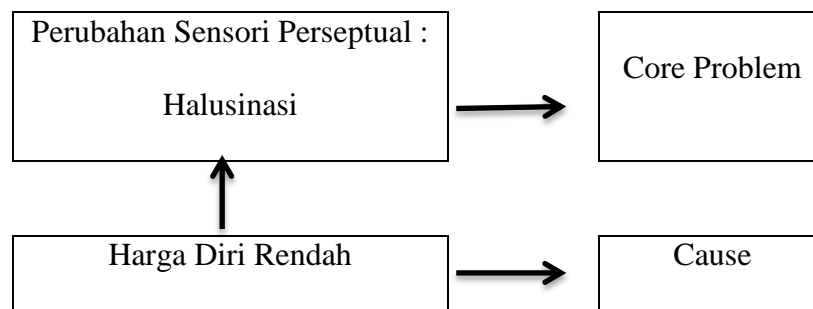 Perubahan Sensori Perseptual :
Halusinasi
Core Problem
Harga Diri Rendah
Cause